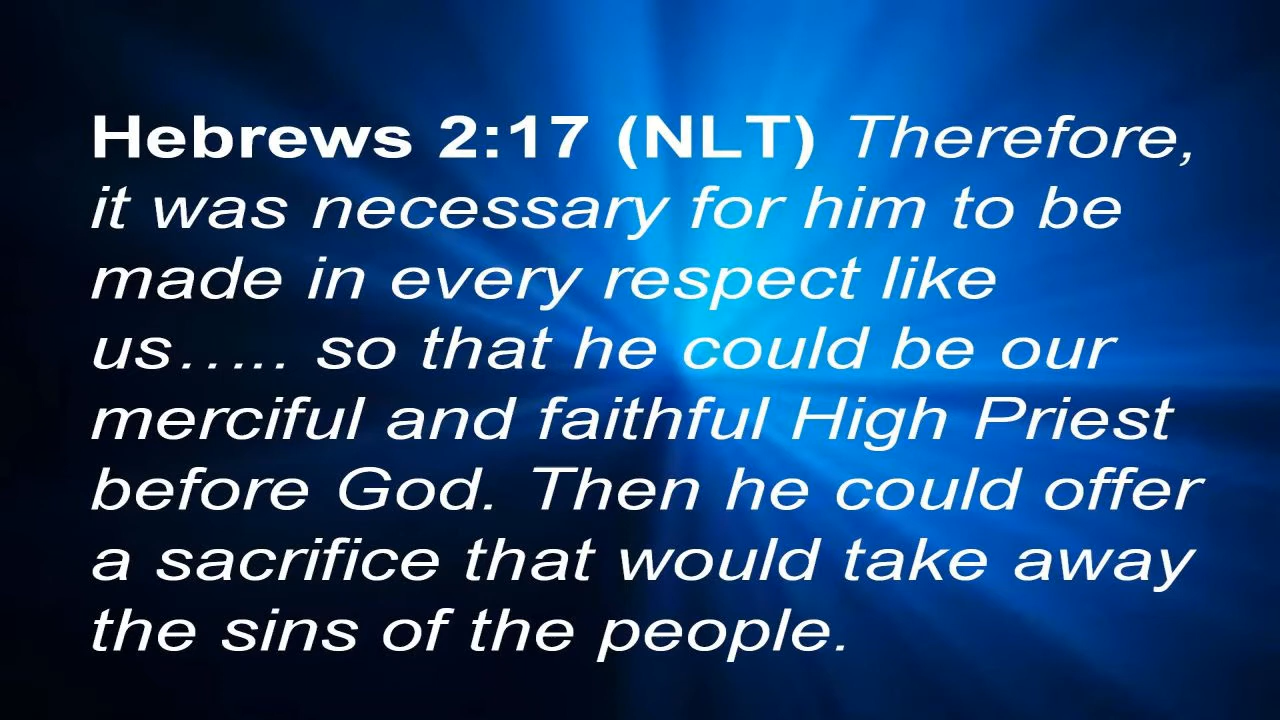 Hebrews 2:17 (NLT) Therefore,
it was necessary for him to be
made in every respect like
us….. so that he could be our
merciful and faithful High Priest
before God. Then he could offer
a sacrifice that would take away
the sins of the people.